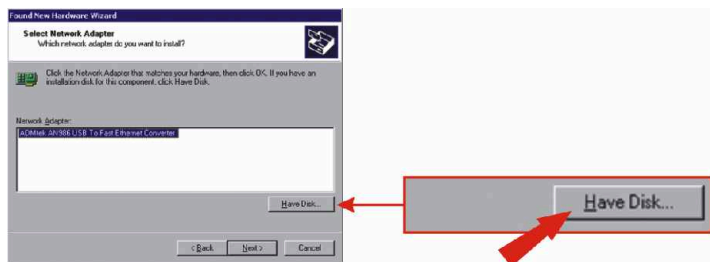 Found New Hardware Wizard
Select Network Adapter
Which network adapter do you want to install?
Click the Network Adapter that matches your hardware, then click OK. If you have an
installation disk for this component, click Have Disk.
Network Adapter:
ADMtek AN986 USB To Fast Ethernet Converter
Have Disk...
Have Disk...
< Back
Next >
Cancel